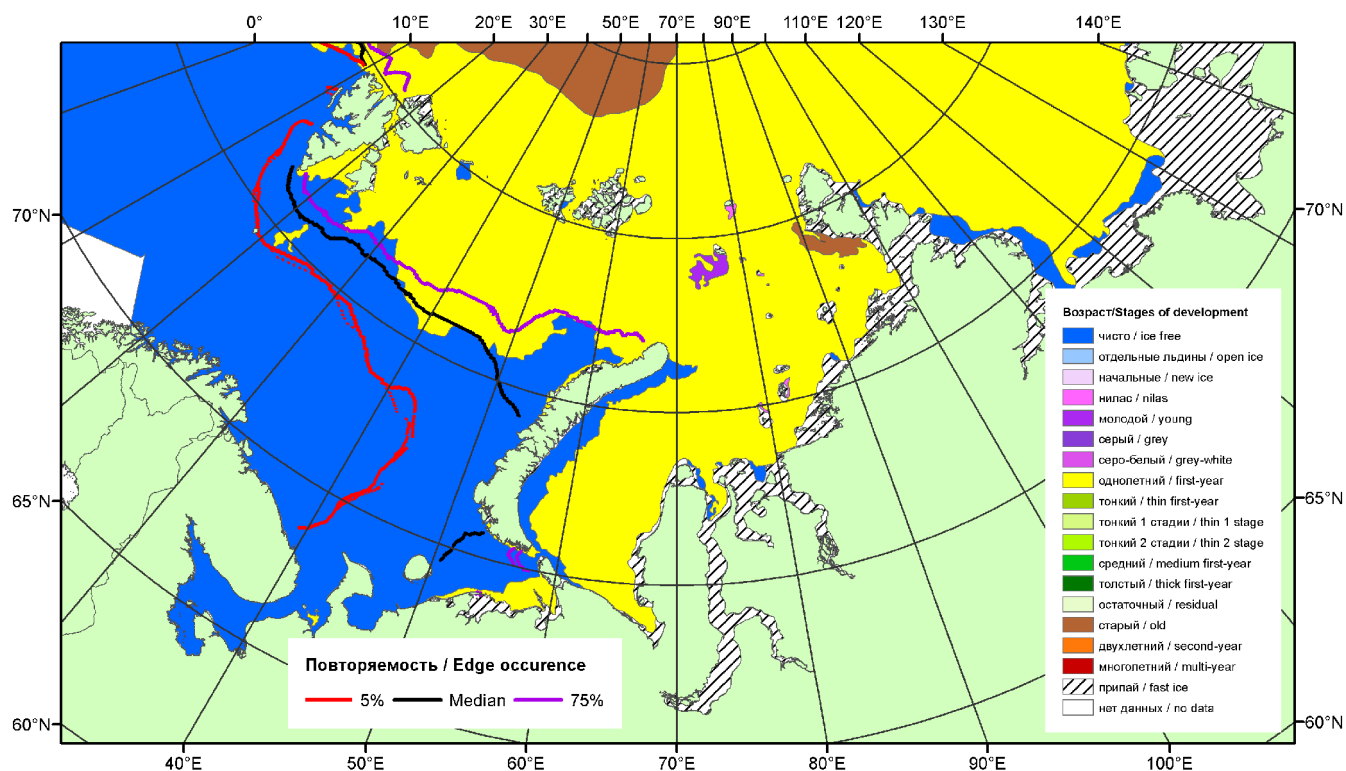 0° 10°E 20°E 30°E 50°E 70°E 90°E 110°E 120°E 130°E 140°E
70°N 70°N
Возраст/Stages of development
чисто / ice free
отдельные льдины / open ice
начальные / new ice
нилас / nilas
молодой / young
серый / grey
серо-белый / grey-white
однолетний / first-year
тонкий / thin first-year
тонкий 1 стадии / thin 1 stage
тонкий 2 стадии / thin 2 stage
средний / medium first-year
толстый / thick first-year
остаточный / residual
старый / old
двухлетний / second-year
многолетний / multi-year
припай / fast ice
нет данных / no data
65°N 65°N
Повторяемость / Edge occurence
5% Median 75%
60°N 60°N
40°E 50°E 60°E 70°E 80°E 90°E 100°E